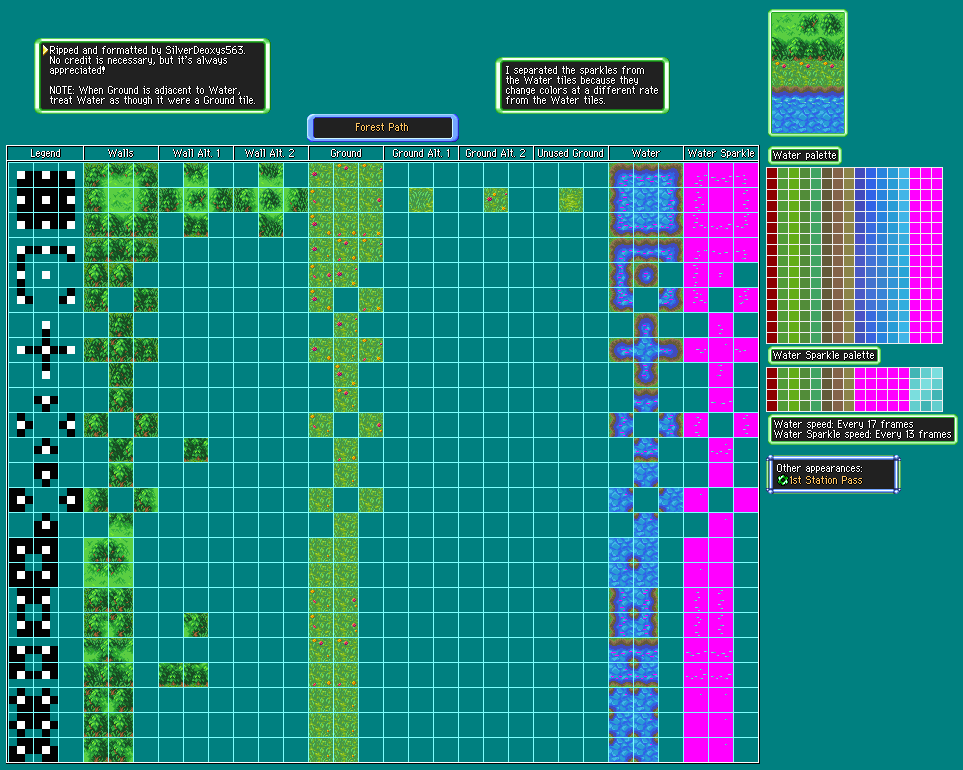 Ripped and formatted by SilverDeoxys563.
No credit is necessary, but it's always
appreciated!
NOTE: When Ground is adjacent to Water,
treat Water as though it were a Ground tile.
I separated the sparkles from
the Water tiles because they
change colors at a different rate
from the Water tiles.
Forest Path
Legend
Walls
Wall Alt. 1
Wall Alt. 2
Ground
Ground Alt. 1
Ground Alt. 2
Unused Ground
Water
Water Sparkle
Water palette
Water Sparkle palette
Water speed: Every 17 frames
Water Sparkle speed: Every 13 frames
Other appearances:
1st Station Pass